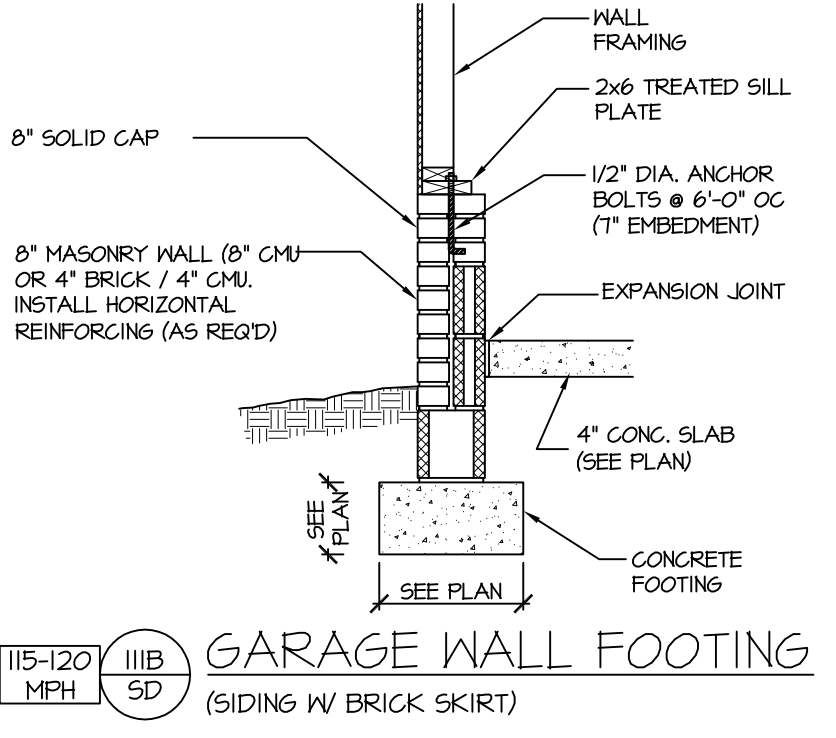 WALL
FRAMING
2x6 TREATED SILL
PLATE
8" SOLID CAP
1/2" DIA. ANCHOR
BOLTS @ 6'-0" OC
(7" EMBEDMENT)
8" MASONRY WALL (8" CMU
OR 4" BRICK / 4" CMU.
INSTALL HORIZONTAL
REINFORCING (AS REQ'D)
EXPANSION JOINT
4" CONC. SLAB
(SEE PLAN)
SEE
PLAN
SEE PLAN
CONCRETE
FOOTING
115-120
MPH
111B
SD
GARAGE WALL FOOTING
(SIDING W/ BRICK SKIRT)